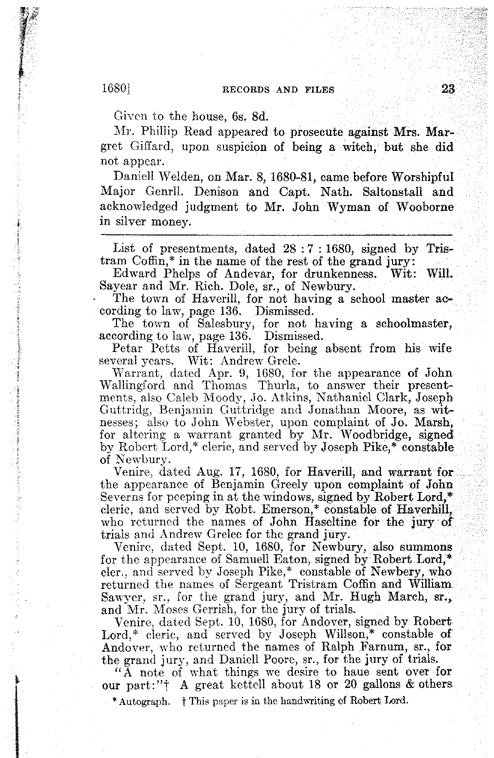 1680] RECORDS AND FILES 23
Given to the house, 6s. 8d.
Mr. Phillip Read appeared to prosecute against Mrs. Mar-
gret Giffard, upon suspicion of being a witch, but she did
not appear.
Daniell Welden, on Mar. 8, 1680-81, came before Worshipful
Major Genrll. Denison and Capt. Nath. Saltonstall and
acknowledged judgment to Mr. John Wyman of Wooborne
in silver money.
List of presentments, dated 28 : 7 : 1680, signed by Tris-
tram Coffin,* in the name of the rest of the grand jury:
Edward Phelps of Andevar, for drunkenness. Wit: Will.
Sayear and Mr. Rich. Dole, sr., of Newbury.
The town of Haverill, for not having a school master ac-
cording to law, page 136. Dismissed.
The town of Salesbury, for not having a schoolmaster,
according to law, page 136. Dismissed.
Petar Petts of Haverill, for being absent from his wife
several years. Wit: Andrew Grele.
Warrant, dated Apr. 9, 1680, for the appearance of John
Wallingford and Thomas Thurla, to answer their present-
ments, also Caleb Moody, Jo. Atkins, Nathaniel Clark, Joseph
Guttridg, Benjamin Guttridge and Jonathan Moore, as wit-
nesses; also to John Webster, upon complaint of Jo. Marsh,
for altering a warrant granted by Mr. Woodbridge, signed
by Robert Lord,* cleric, and served by Joseph Pike,* constable
of Newbury.
Venire, dated Aug. 17, 1680, for Haverill, and warrant for
the appearance of Benjamin Greely upon complaint of John
Severns for peeping in at the windows, signed by Robert Lord,*
cleric, and served by Robt. Emerson,* constable of Haverhill,
who returned the names of John Haseltine for the jury of
trials and Andrew Grelee for the grand jury.
Venire, dated Sept. 10, 1680, for Newbury, also summons
for the appearance of Samuell Eaton, signed by Robert Lord,*
cler., and served by Joseph Pike,* constable of Newbery, who
returned the names of Sergeant Tristram Coffin and William
Sawyer, sr., for the grand jury, and Mr. Hugh March, sr.,
and Mr. Moses Gerrish, for the jury of trials.
Venire, dated Sept. 10, 1680, for Andover, signed by Robert
Lord,* cleric, and served by Joseph Willson,* constable of
Andover, who returned the names of Ralph Farnum, sr., for
the grand jury, and Daniell Poore, sr., for the jury of trials.
"A note of what things we desire to haue sent over for
our part:"† A great kettell about 18 or 20 gallons & others
* Autograph. † This paper is in the handwriting of Robert Lord.